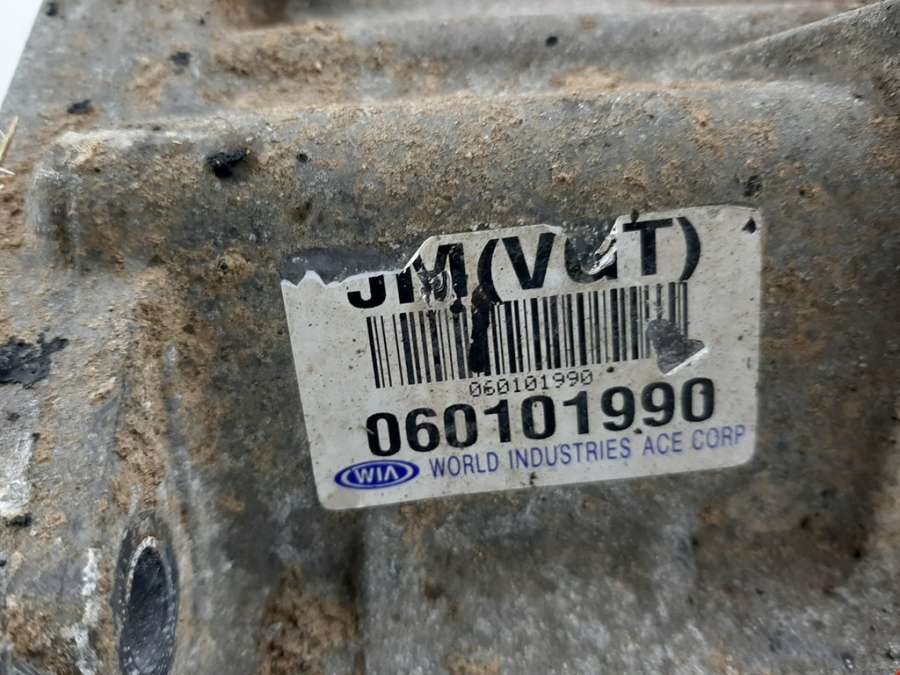 JM(VGT)
060101990
060101990
WIA WORLD INDUSTRIES ACE CORP